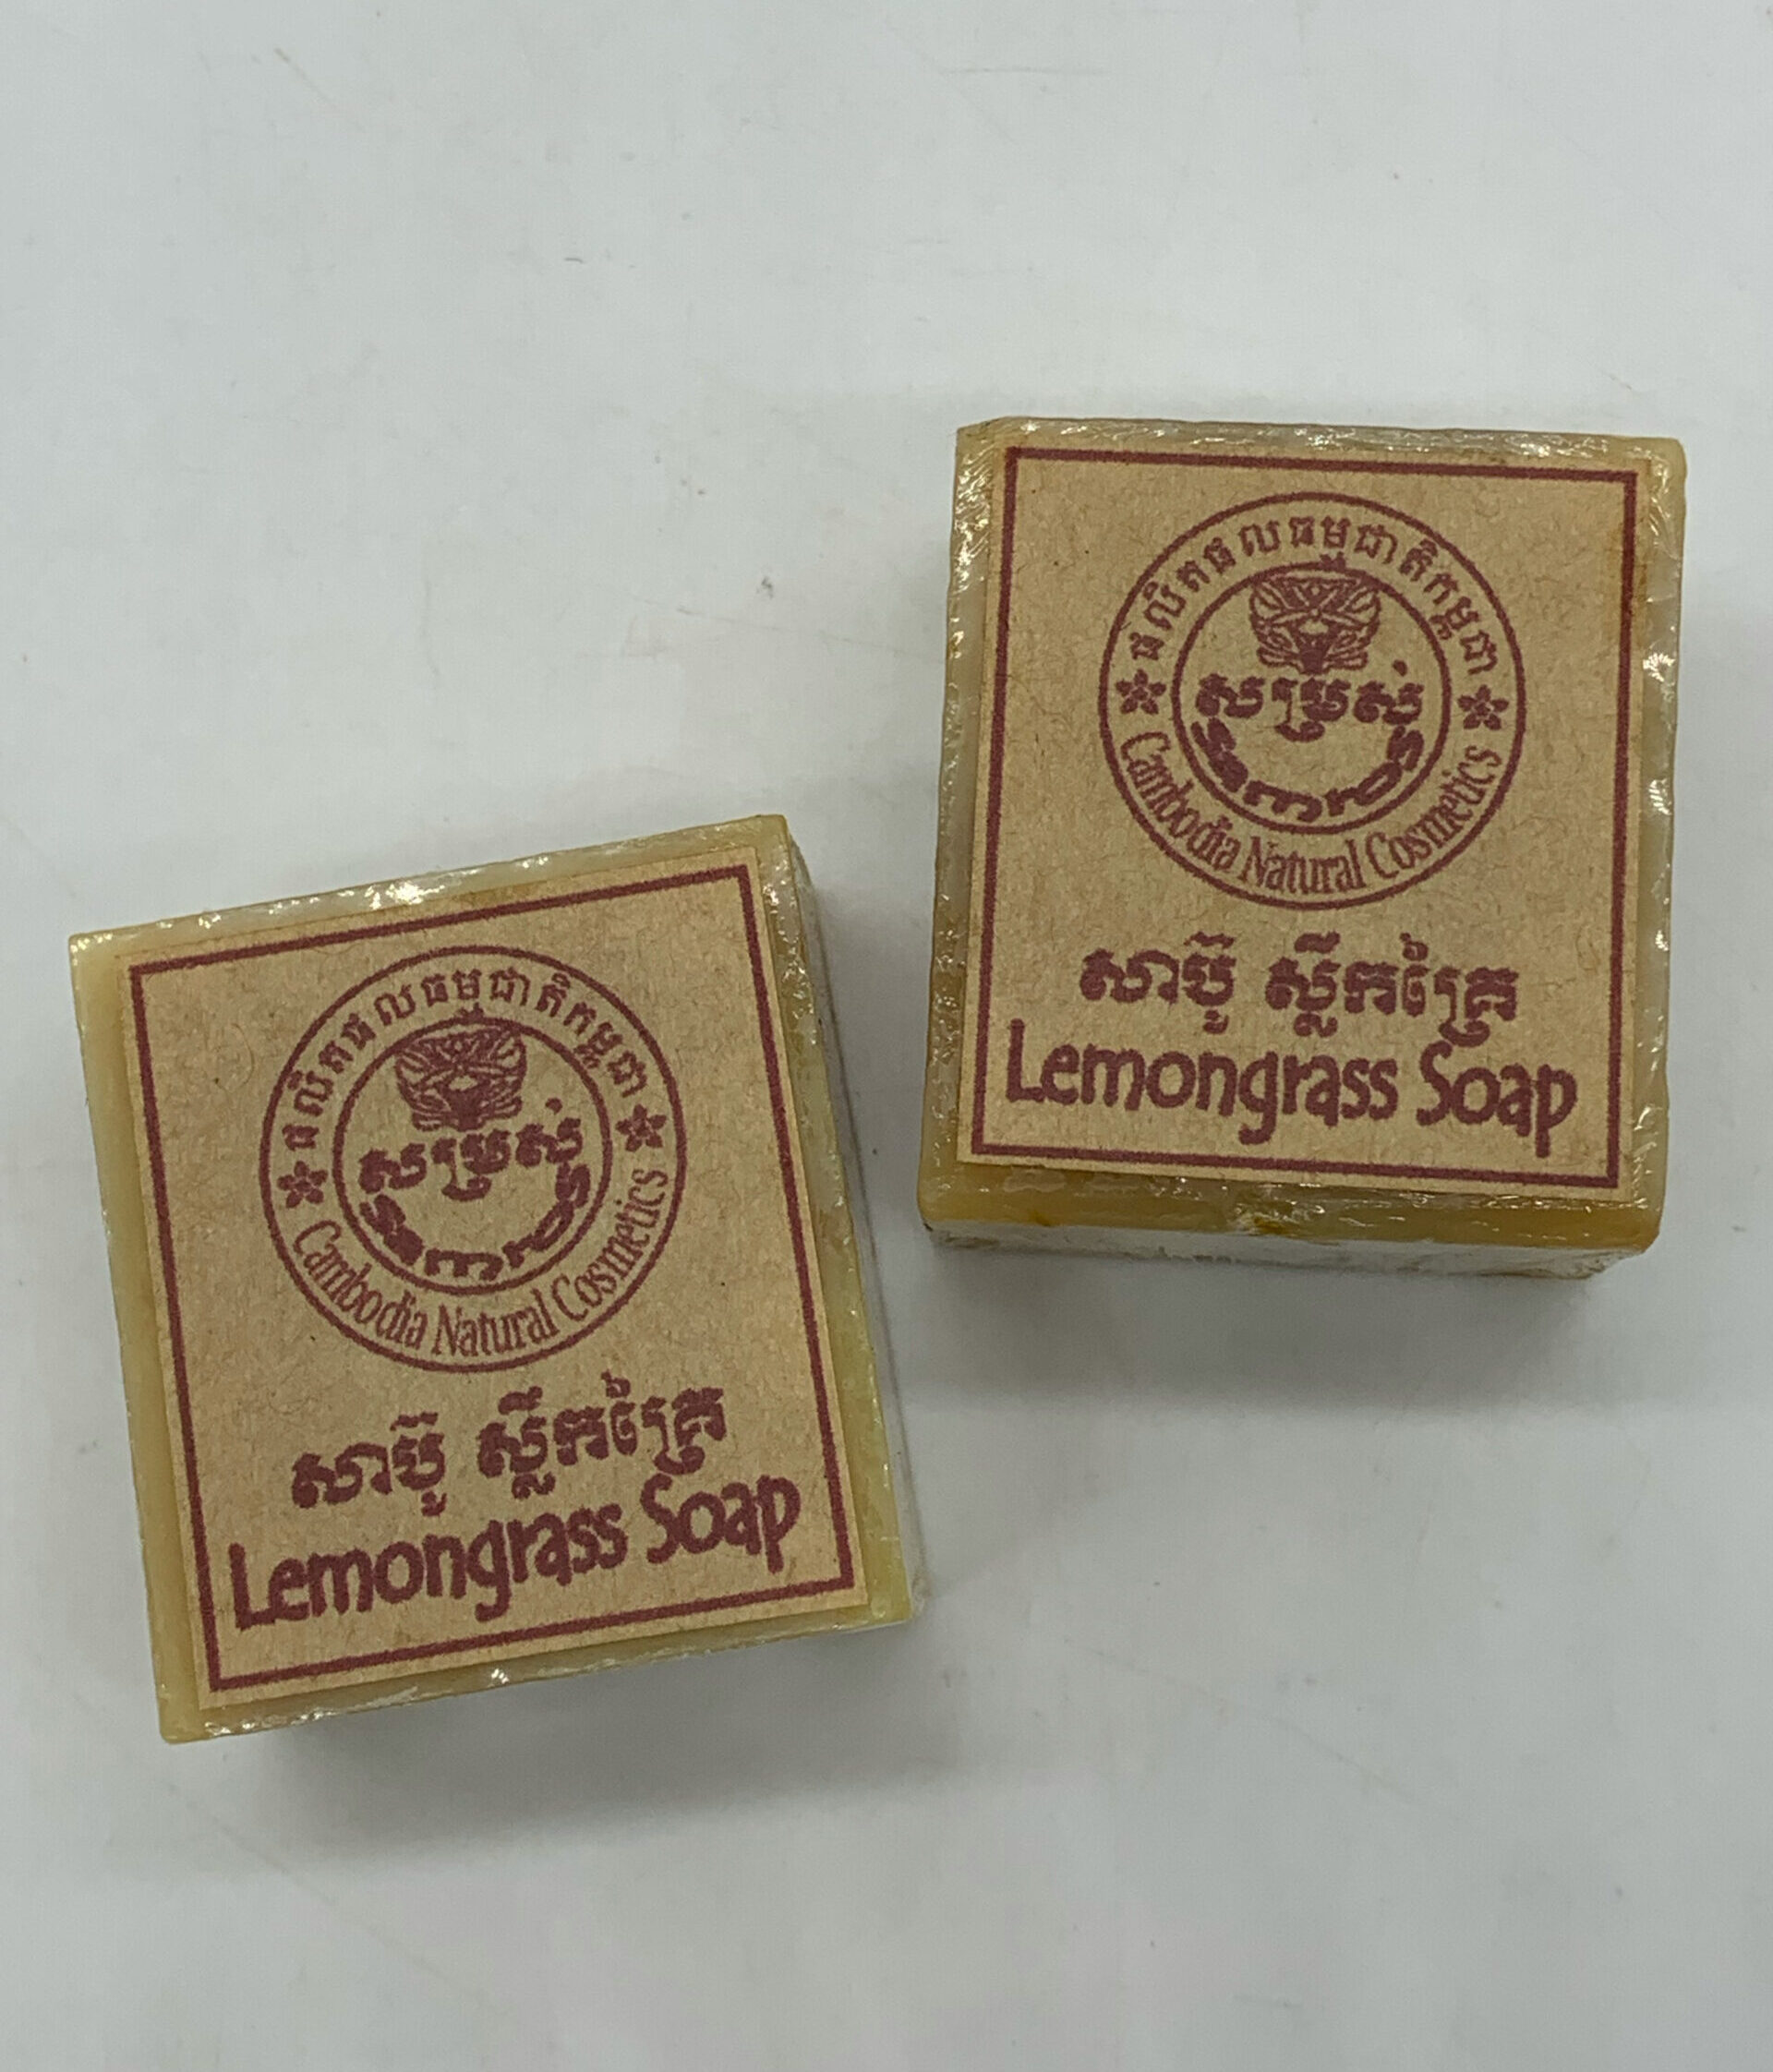 ផលិតផលធម្មជាតិកម្ពុជា
សម្រស់
Samros
Cambodia Natural Cosmetics
សាប៊ូ ស្លឹកគ្រៃ
Lemongrass Soap
ផលិតផលធម្មជាតិកម្ពុជា
សម្រស់
Samros
Cambodia Natural Cosmetics
សាប៊ូ ស្លឹកគ្រៃ
Lemongrass Soap